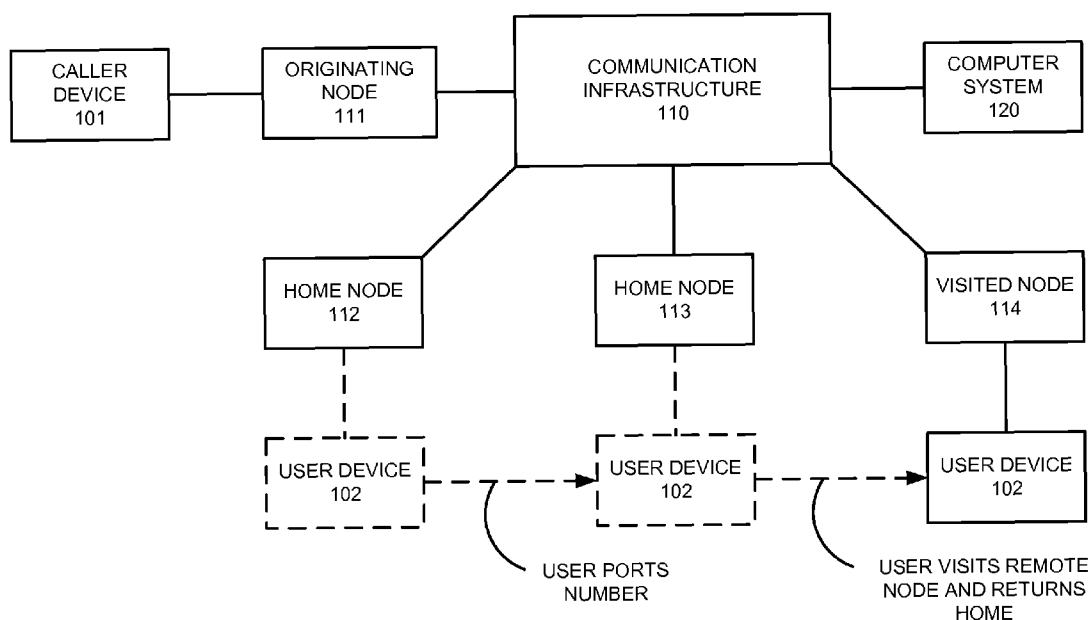 CALLER
DEVICE
101
ORIGINATING
NODE
111
COMMUNICATION
INFRASTRUCTURE
110
COMPUTER
SYSTEM
120
HOME NODE
112
HOME NODE
113
VISITED NODE
114
USER DEVICE
102
USER DEVICE
102
USER DEVICE
102
USER PORTS
NUMBER
USER VISITS REMOTE
NODE AND RETURNS
HOME